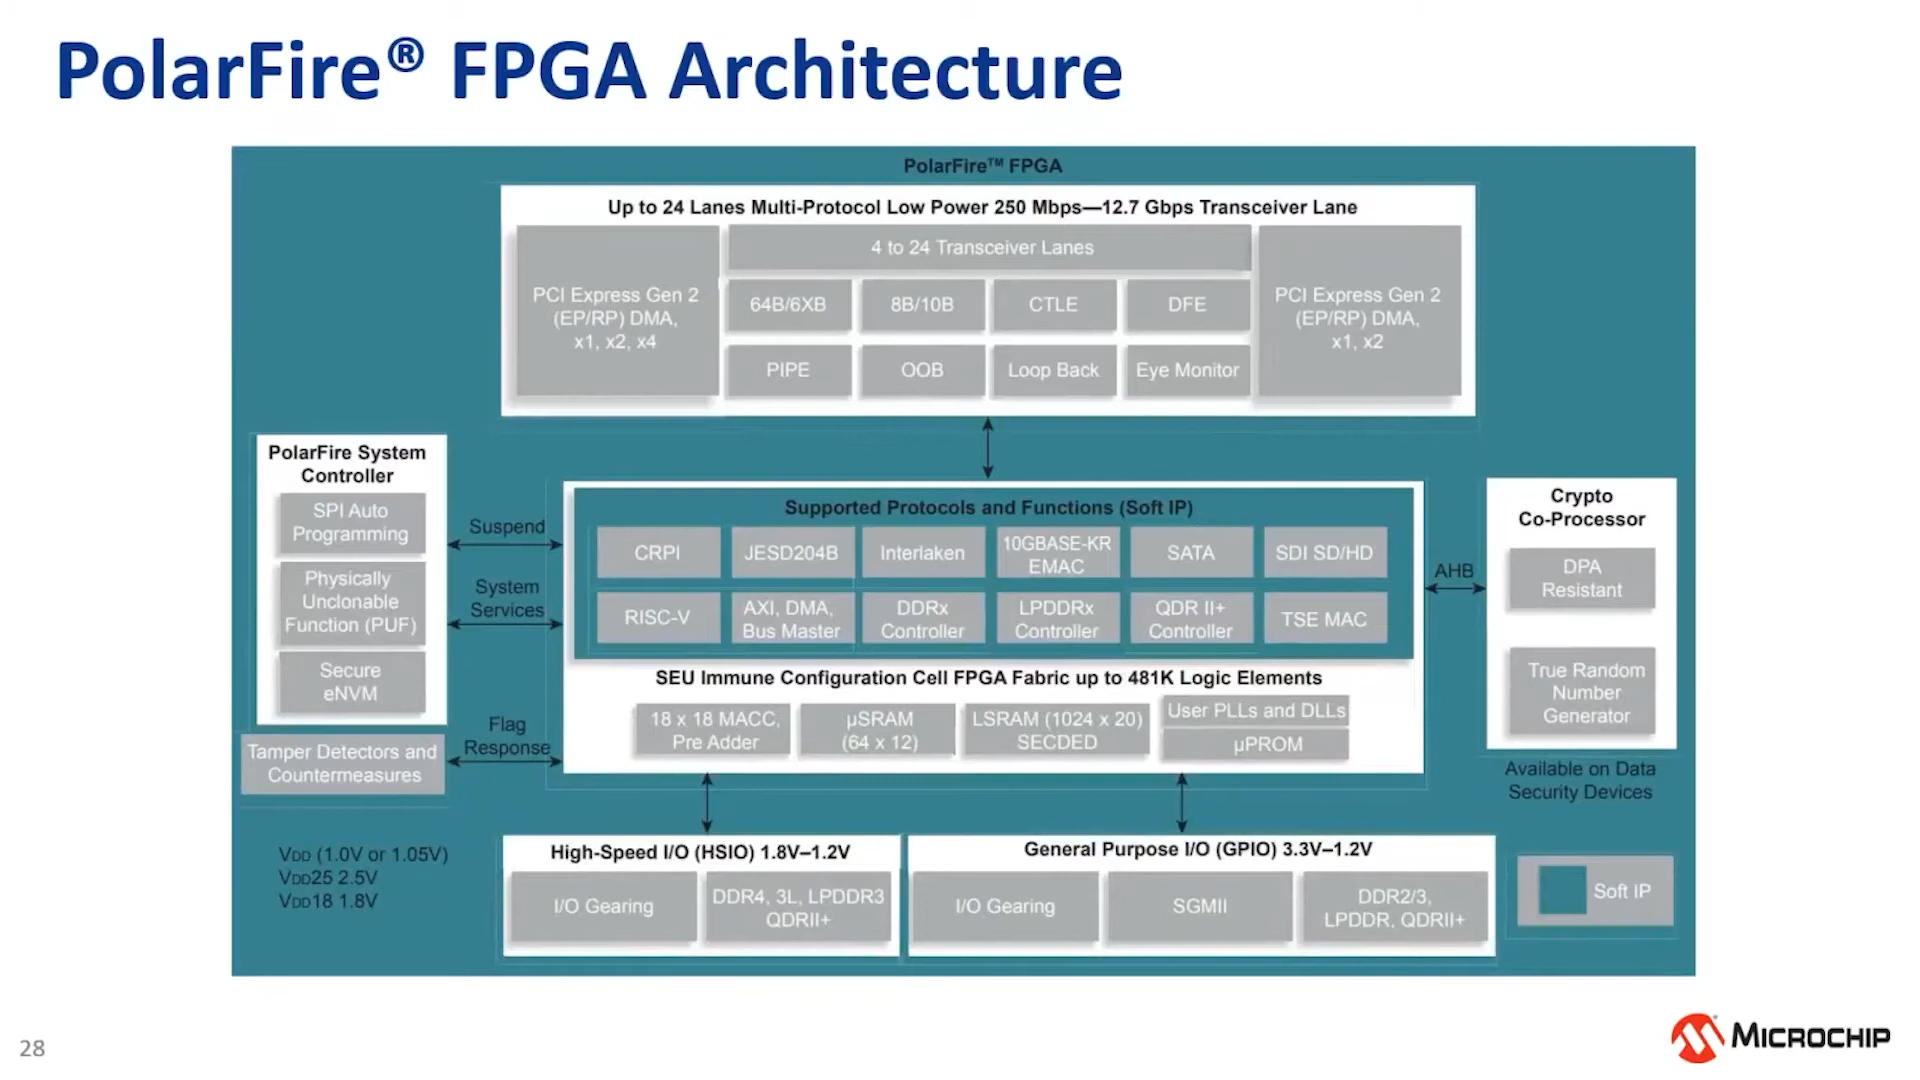 PolarFire® FPGA Architecture
PolarFire™ FPGA
Up to 24 Lanes Multi-Protocol Low Power 250 Mbps—12.7 Gbps Transceiver Lane
PCI Express Gen 2
(EP/RP) DMA,
x1, x2, x4
4 to 24 Transceiver Lanes
64B/6XB
8B/10B
CTLE
DFE
PIPE
OOB
Loop Back
Eye Monitor
PCI Express Gen 2
(EP/RP) DMA,
x1, x2
PolarFire System
Controller
SPI Auto
Programming
Physically
Unclonable
Function (PUF)
Secure
eNVM
Tamper Detectors and
Countermeasures
Suspend
System
Services
Flag
Response
Supported Protocols and Functions (Soft IP)
CRPI
JESD204B
Interlaken
10GBASE-KR
EMAC
SATA
SDI SD/HD
RISC-V
AXI, DMA,
Bus Master
DDRx
Controller
LPDDRx
Controller
QDR II+
Controller
TSE MAC
SEU Immune Configuration Cell FPGA Fabric up to 481K Logic Elements
18 x 18 MACC,
Pre Adder
µSRAM
(64 x 12)
LSRAM (1024 x 20)
SECDED
User PLLs and DLLs
µPROM
AHB
Crypto
Co-Processor
DPA
Resistant
True Random
Number
Generator
Available on Data
Security Devices
VDD (1.0V or 1.05V)
VDD25 2.5V
VDD18 1.8V
High-Speed I/O (HSIO) 1.8V–1.2V
I/O Gearing
DDR4, 3L, LPDDR3
QDRII+
General Purpose I/O (GPIO) 3.3V–1.2V
I/O Gearing
SGMII
DDR2/3,
LPDDR, QDRII+
Soft IP
28
MICROCHIP